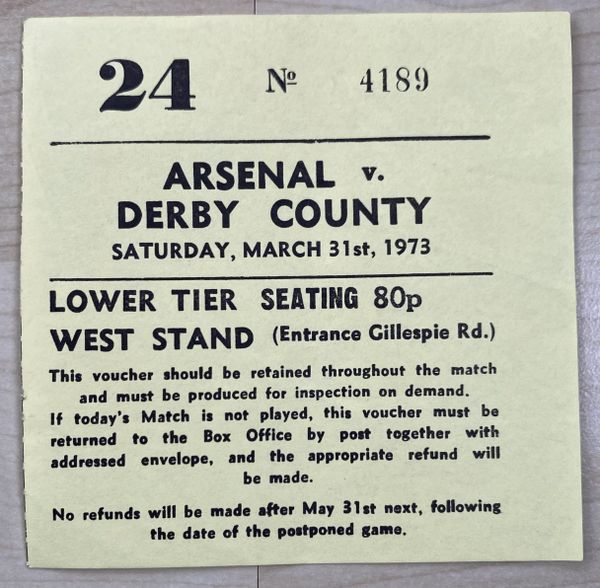 24 Nº 4189
ARSENAL v.
DERBY COUNTY
SATURDAY, MARCH 31st, 1973
LOWER TIER SEATING 80p
WEST STAND (Entrance Gillespie Rd.)
This voucher should be retained throughout the match
and must be produced for inspection on demand.
If today's Match is not played, this voucher must be
returned to the Box Office by post together with
addressed envelope, and the appropriate refund will
be made.
No refunds will be made after May 31st next, following
the date of the postponed game.